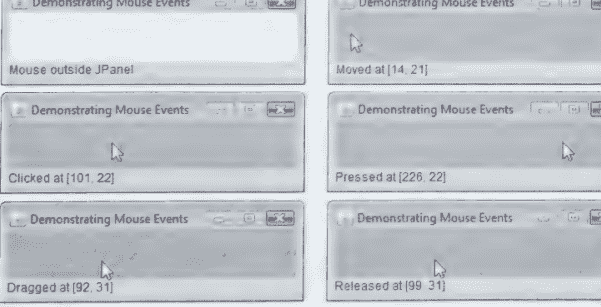 Demonstrating Mouse Events
Mouse outside JPanel
Demonstrating Mouse Events
Moved at [14, 21]
Demonstrating Mouse Events
Clicked at [101, 22]
Demonstrating Mouse Events
Pressed at [226, 22]
Demonstrating Mouse Events
Dragged at [92, 31]
Demonstrating Mouse Events
Released at [99 31]